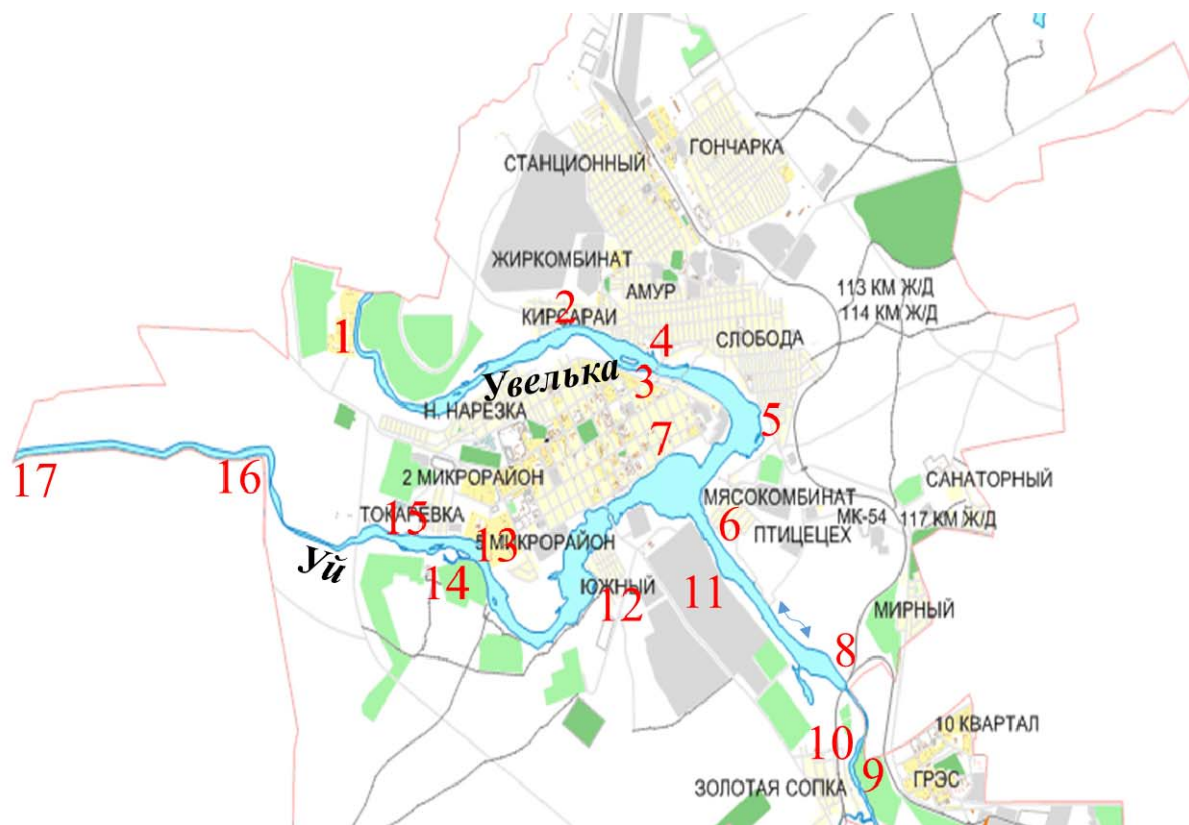 ГОНЧАРКА
СТАНЦИОННЫЙ
ЖИРКОМБИНАТ
АМУР
113 КМ Ж/Д
2
КИРСАРАИ
114 КМ Ж/Д
1
4
СЛОБОДА
Увелька
3
Н. НАРЕЗКА
5
7
2 МИКРОРАЙОН
16
17
САНАТОРНЫЙ
МЯСОКОМБИНАТ
ТОКАРЕВКА
15
6
МК-54
117 КМ Ж/Д
ПТИЦЕЦЕХ
13
5 МИКРОРАЙОН
Уй
14
ЮЖНЫЙ
11
12
МИРНЫЙ
8
10 КВАРТАЛ
10
9
ГРЭС
ЗОЛОТАЯ СОПКА